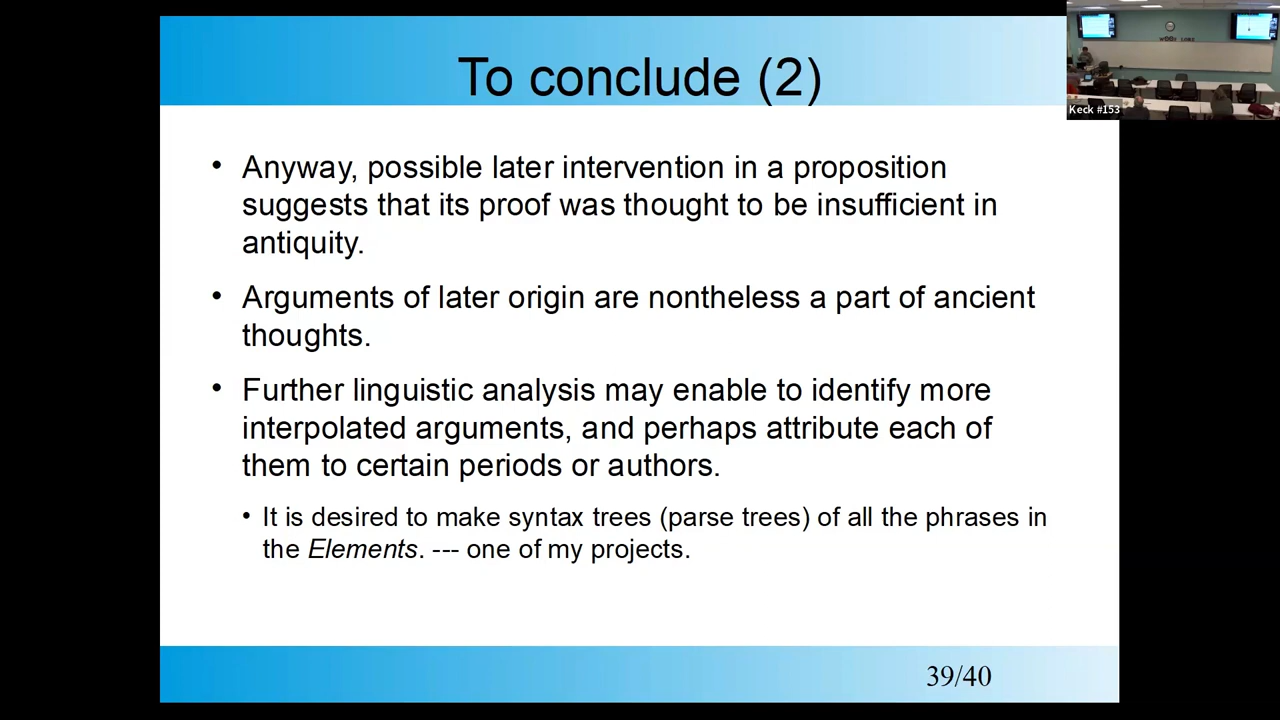 To conclude (2)
• Anyway, possible later intervention in a proposition
suggests that its proof was thought to be insufficient in
antiquity.
• Arguments of later origin are nontheless a part of ancient
thoughts.
• Further linguistic analysis may enable to identify more
interpolated arguments, and perhaps attribute each of
them to certain periods or authors.
• It is desired to make syntax trees (parse trees) of all the phrases in
the Elements. --- one of my projects.
39/40
Keck #153